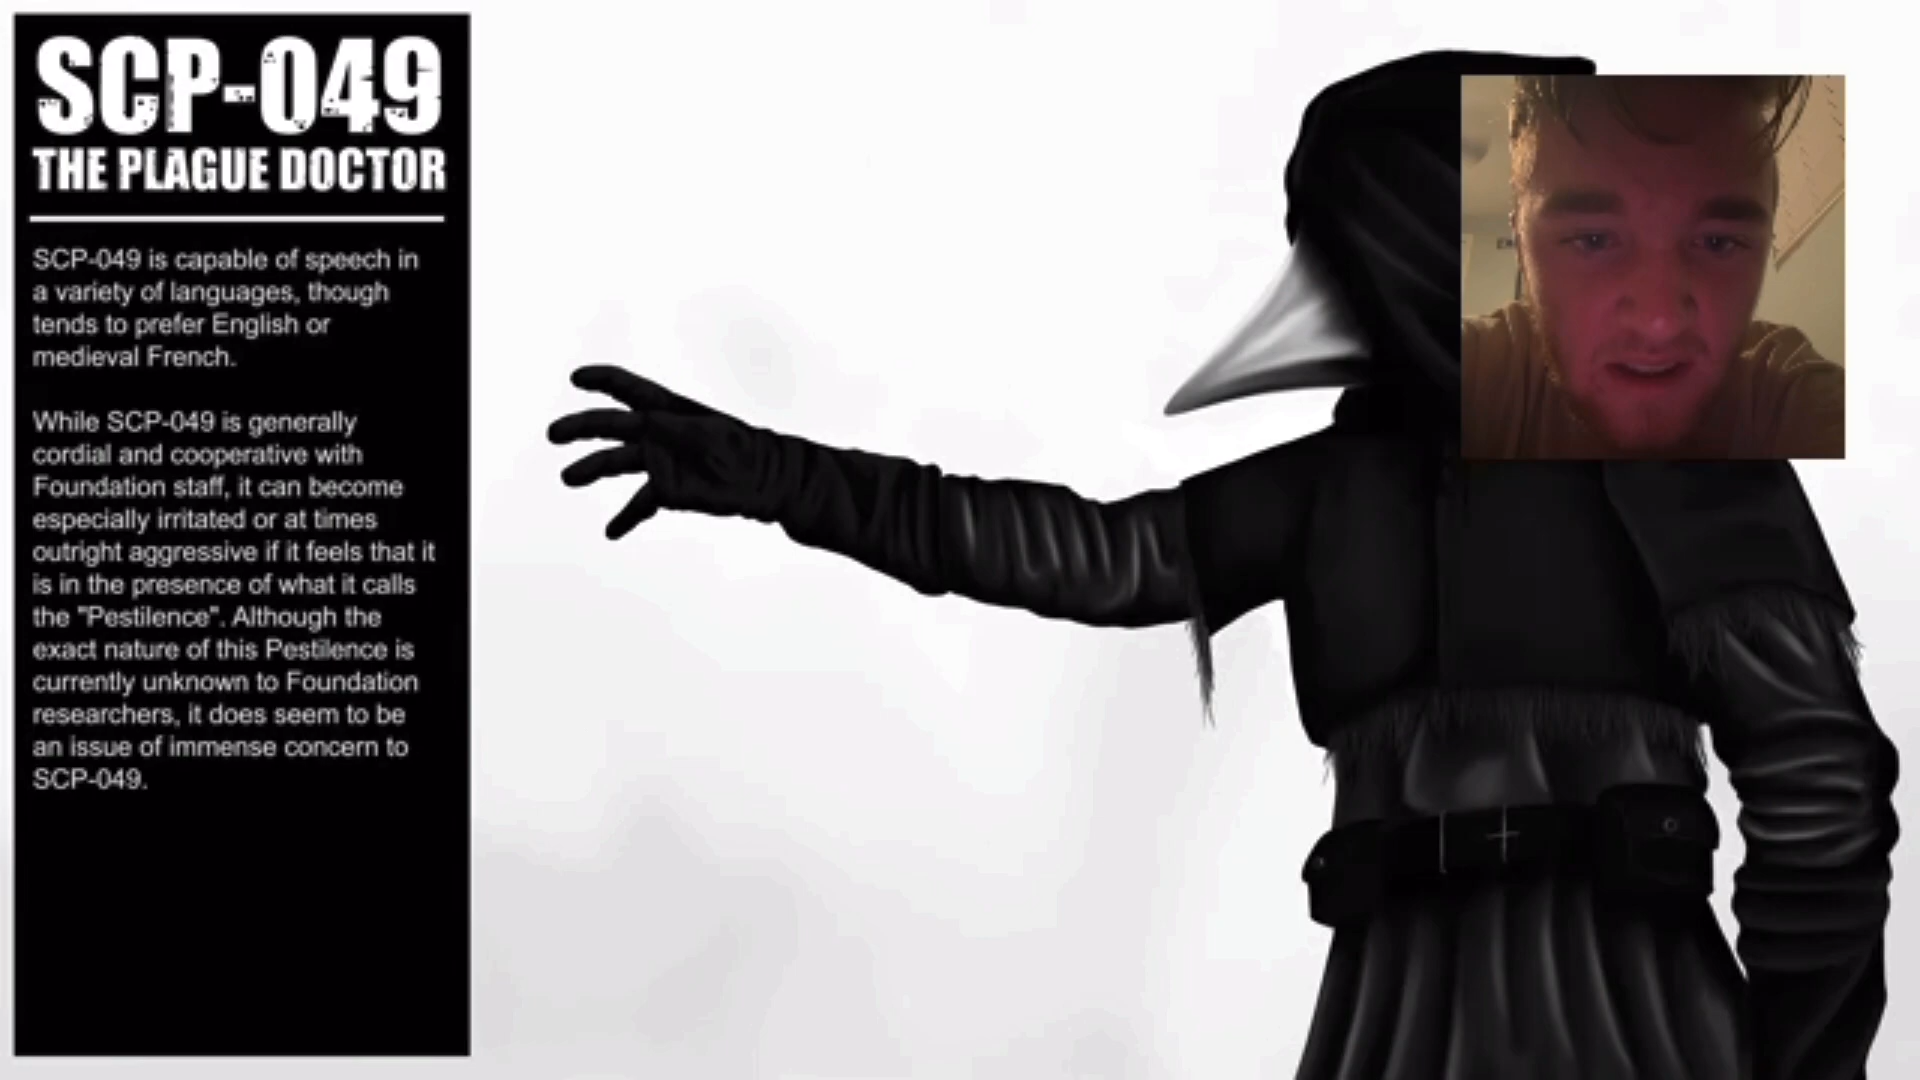 SCP-049
THE PLAGUE DOCTOR
SCP-049 is capable of speech in
a variety of languages, though
tends to prefer English or
medieval French.
While SCP-049 is generally
cordial and cooperative with
Foundation staff, it can become
especially irritated or at times
outright aggressive if it feels that it
is in the presence of what it calls
the "Pestilence". Although the
exact nature of this Pestilence is
currently unknown to Foundation
researchers, it does seem to be
an issue of immense concern to
SCP-049.